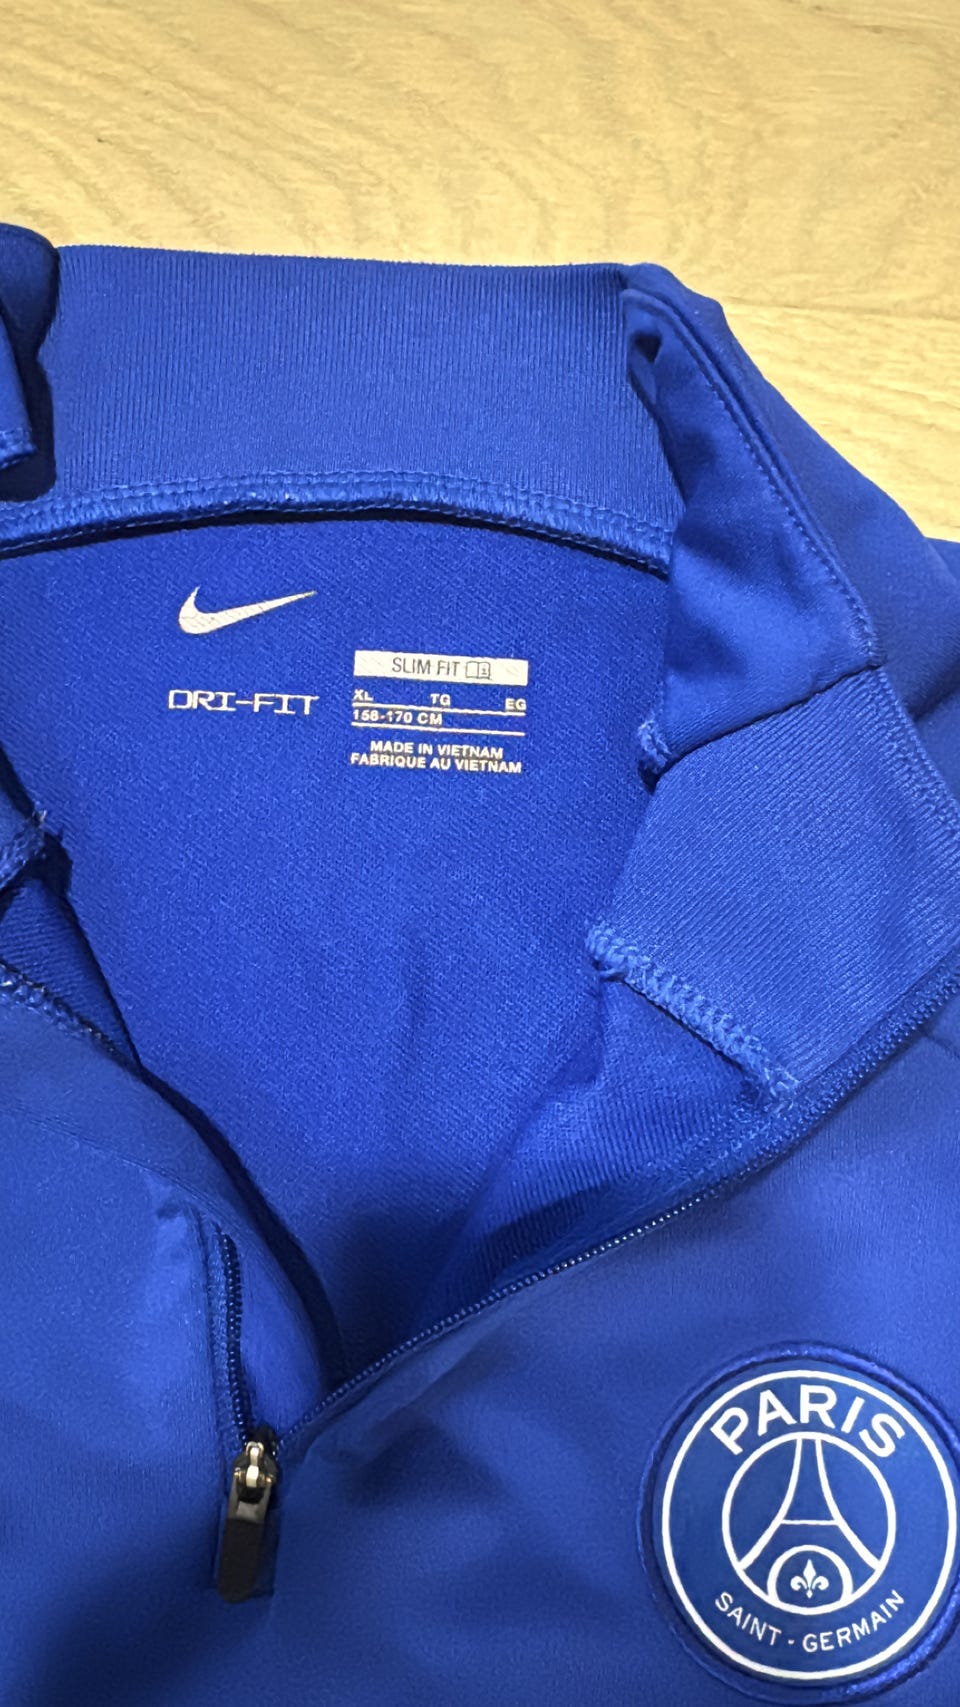 DRI-FIT
SLIM FIT
XL TG EG
158-170 CM
MADE IN VIETNAM
FABRIQUE AU VIETNAM
PARIS
SAINT-GERMAIN